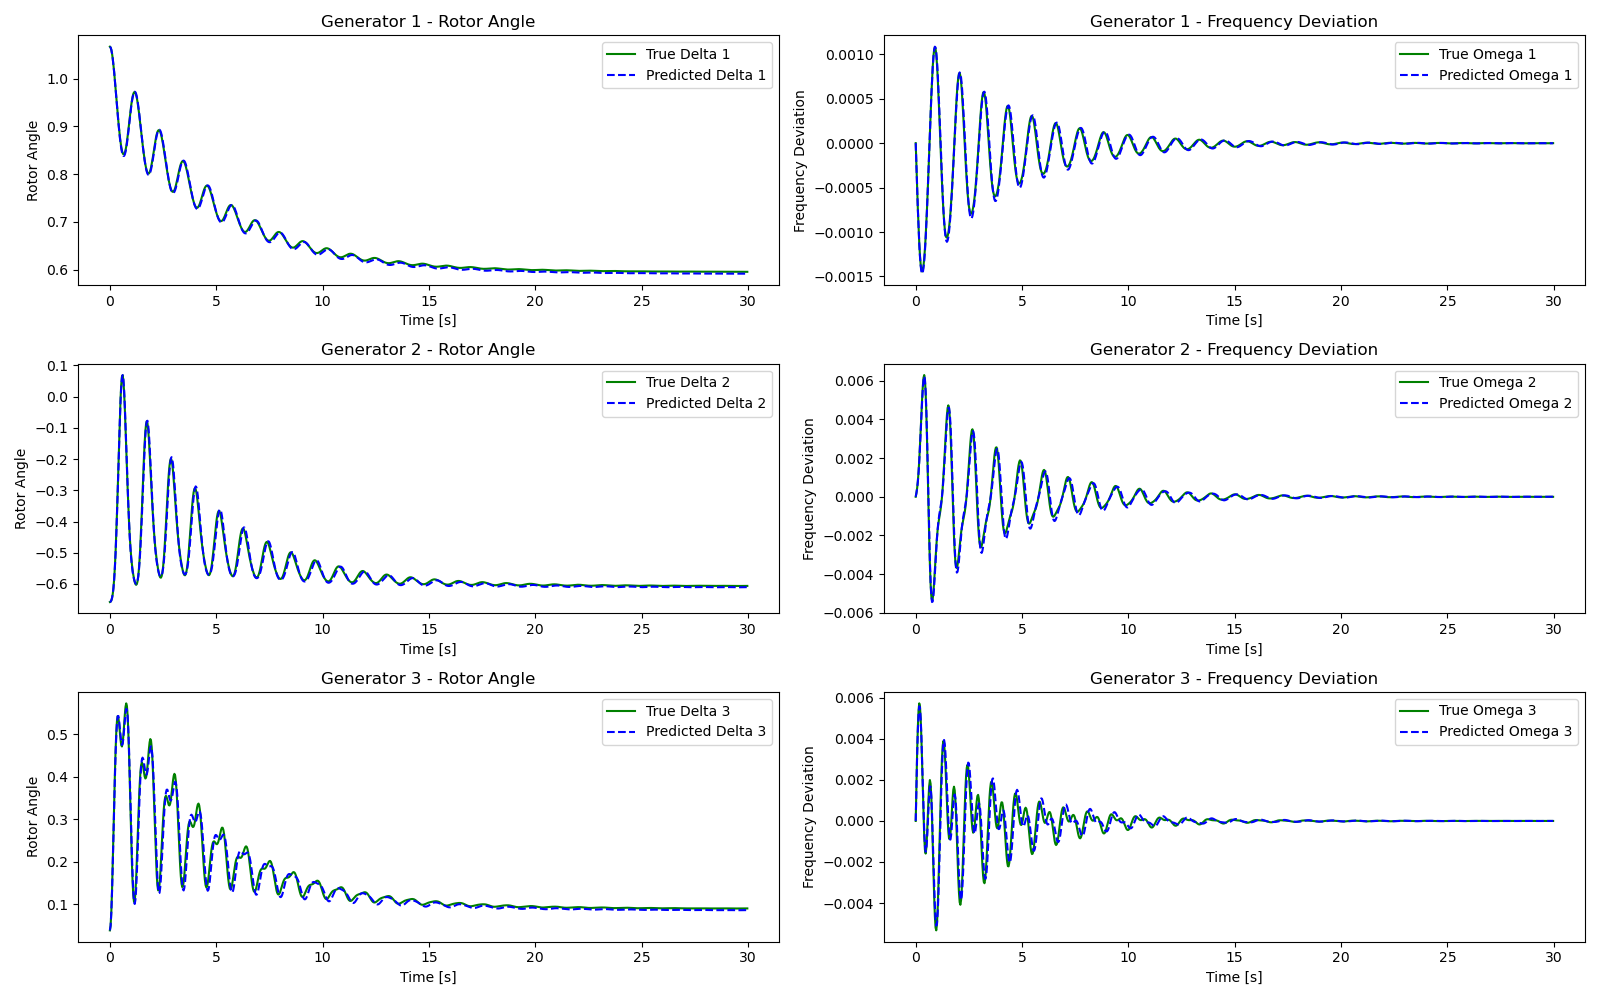 Generator 1 - Rotor Angle
Rotor Angle
1.0
0.9
0.8
0.7
0.6
True Delta 1
Predicted Delta 1
0 5 10 15 20 25 30
Time [s]
Generator 1 - Frequency Deviation
Frequency Deviation
0.0010
0.0005
0.0000
−0.0005
−0.0010
−0.0015
True Omega 1
Predicted Omega 1
0 5 10 15 20 25 30
Time [s]
Generator 2 - Rotor Angle
Rotor Angle
0.1
0.0
−0.1
−0.2
−0.3
−0.4
−0.5
−0.6
True Delta 2
Predicted Delta 2
0 5 10 15 20 25 30
Time [s]
Generator 2 - Frequency Deviation
Frequency Deviation
0.006
0.004
0.002
0.000
−0.002
−0.004
−0.006
True Omega 2
Predicted Omega 2
0 5 10 15 20 25 30
Time [s]
Generator 3 - Rotor Angle
Rotor Angle
0.5
0.4
0.3
0.2
0.1
True Delta 3
Predicted Delta 3
0 5 10 15 20 25 30
Time [s]
Generator 3 - Frequency Deviation
Frequency Deviation
0.006
0.004
0.002
0.000
−0.002
−0.004
True Omega 3
Predicted Omega 3
0 5 10 15 20 25 30
Time [s]